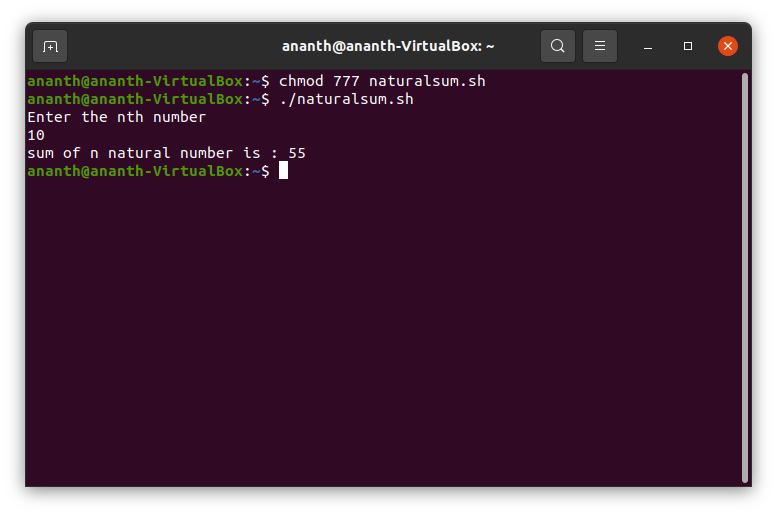 ananth@ananth-VirtualBox: ~
ananth@ananth-VirtualBox:~$ chmod 777 naturalsum.sh
ananth@ananth-VirtualBox:~$ ./naturalsum.sh
Enter the nth number
10
sum of n natural number is : 55
ananth@ananth-VirtualBox:~$